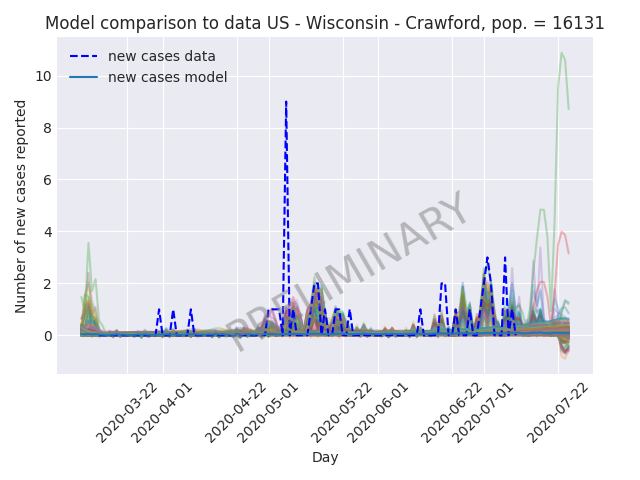 Model comparison to data US - Wisconsin - Crawford, pop. = 16131
new cases data
new cases model
Number of new cases reported
10
8
6
4
2
0
PRELIMINARY
2020-03-22
2020-04-01
2020-04-22
2020-05-01
2020-05-22
2020-06-01
2020-06-22
2020-07-01
2020-07-22
Day